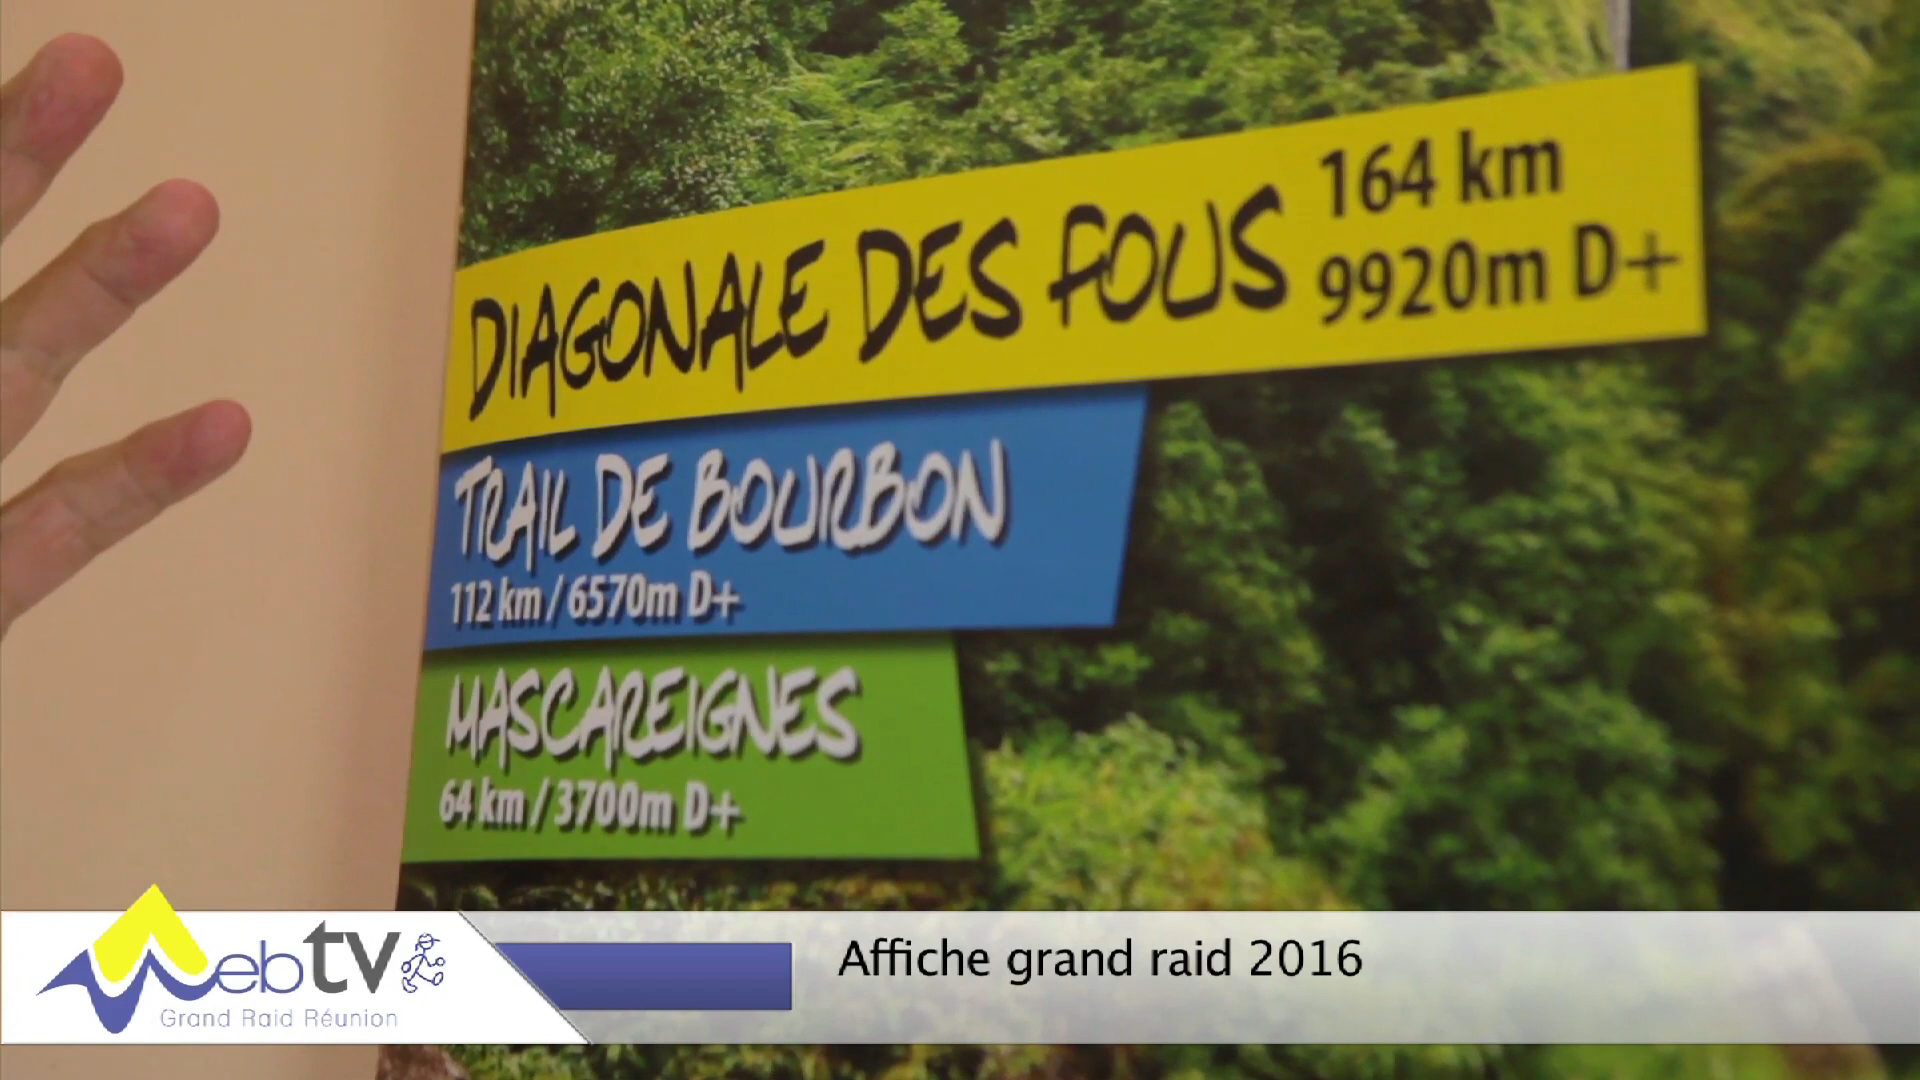 DIAGONALE DES FOUS
164 km
9920m D+
TRAIL DE BOURBON
112 km / 6570m D+
MASCAREIGNES
64 km / 3700m D+
Webtv
Grand Raid Réunion
Affiche grand raid 2016